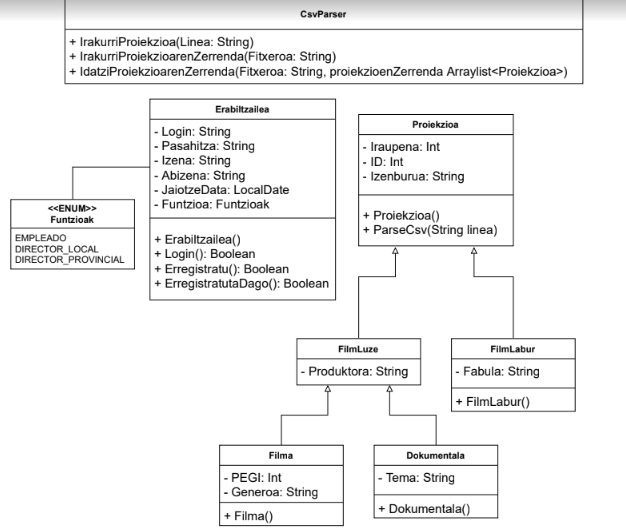 CsvParser
+ IrakurriProiekzioa(Linea: String)
+ IrakurriProiekzioarenZerrenda(Fitxeroa: String)
+ IdatziProiekzioarenZerrenda(Fitxeroa: String, proiekzioenZerrenda Arraylist<Proiekzioa>)
Erabiltzailea
- Login: String
- Pasahitza: String
- Izena: String
- Abizena: String
- JaiotzeData: LocalDate
- Funtzioa: Funtzioak
+ Erabiltzailea()
+ Login(): Boolean
+ Erregistratu(): Boolean
+ ErregistratutaDago(): Boolean
<<ENUM>>
Funtzioak
EMPLEADO
DIRECTOR_LOCAL
DIRECTOR_PROVINCIAL
Proiekzioa
- Iraupena: Int
- ID: Int
- Izenburua: String
+ Proiekzioa()
+ ParseCsv(String linea)
FilmLuze
- Produktora: String
FilmLabur
- Fabula: String
+ FilmLabur()
Filma
- PEGI: Int
- Generoa: String
+ Filma()
Dokumentala
- Tema: String
+ Dokumentala()